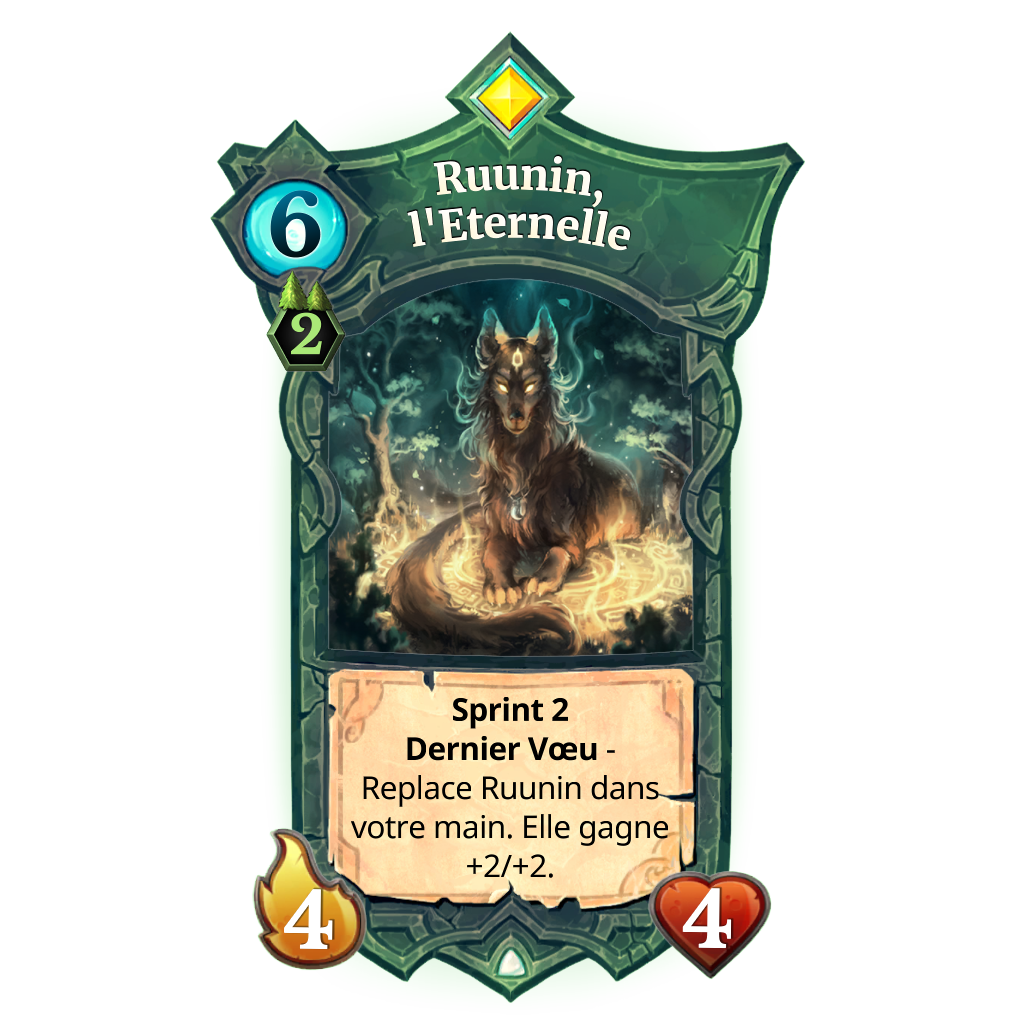 Ruunin,
l'Eternelle
6
2
Sprint 2
Dernier Vœu -
Replace Ruunin dans
votre main. Elle gagne
+2/+2.
4
4